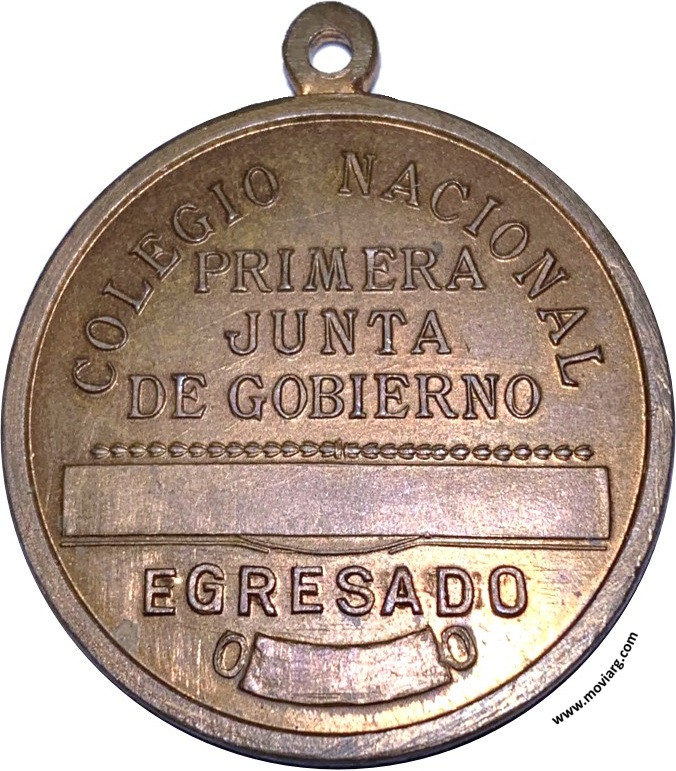 COLEGIO NACIONAL
PRIMERA
JUNTA
DE GOBIERNO
EGRESADO
www.moviarg.com